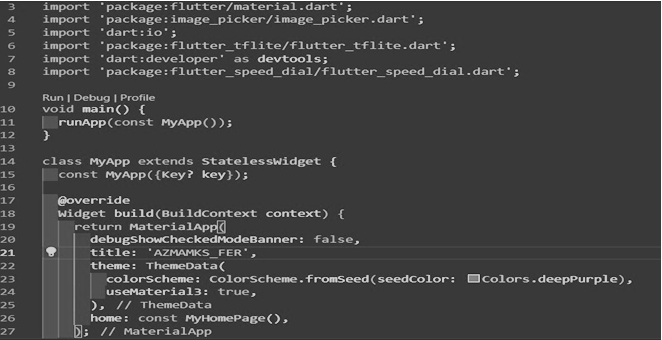 3 import 'package:flutter/material.dart';
4 import 'package:image_picker/image_picker.dart';
5 import 'dart:io';
6 import 'package:flutter_tflite/flutter_tflite.dart';
7 import 'dart:developer' as devtools;
8 import 'package:flutter_speed_dial/flutter_speed_dial.dart';
9
Run | Debug | Profile
10 void main() {
11 runApp(const MyApp());
12 }
13
14 class MyApp extends StatelessWidget {
15 const MyApp({Key? key});
16
17 @override
18 Widget build(BuildContext context) {
19 return MaterialApp(
20 debugShowCheckedModeBanner: false,
21 title: 'AZMAMKS_FER',
22 theme: ThemeData(
23 colorScheme: ColorScheme.fromSeed(seedColor: Colors.deepPurple),
24 useMaterial3: true,
25 ), // ThemeData
26 home: const MyHomePage(),
27 ); // MaterialApp